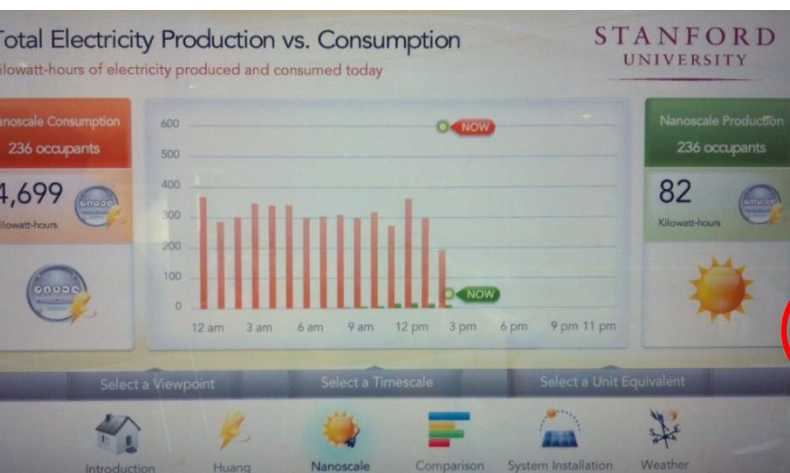 Total Electricity Production vs. Consumption
STANFORD
UNIVERSITY
kilowatt-hours of electricity produced and consumed today
Nanoscale Consumption
236 occupants
4,699
kilowatt-hours
600
500
400
300
200
100
0
NOW
NOW
12 am 3 am 6 am 9 am 12 pm 3 pm 6 pm 9 pm 11 pm
Nanoscale Production
236 occupants
82
Kilowatt-hours
Select a Viewpoint Select a Timescale Select a Unit Equivalent
Introduction Huang Nanoscale Comparison System Installation Weather